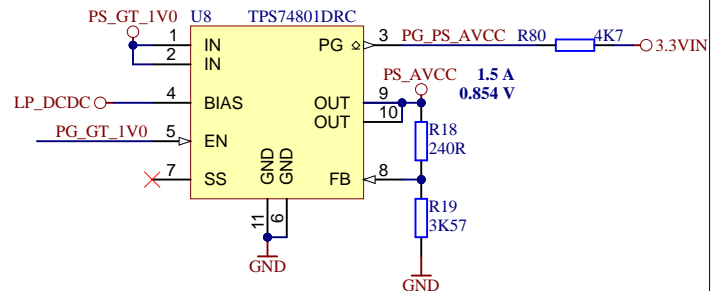 PS_GT_1V0
U8 TPS74801DRC
1 IN PG 3 PG_PS_AVCC R80 4K7 3.3VIN
2 IN
PS_AVCC 1.5 A
0.854 V
LP_DCDC 4 BIAS OUT 9
OUT 10
PG_GT_1V0 5 EN
R18
240R
7 SS GND GND FB 8
R19
3K57
11 6
GND
GND